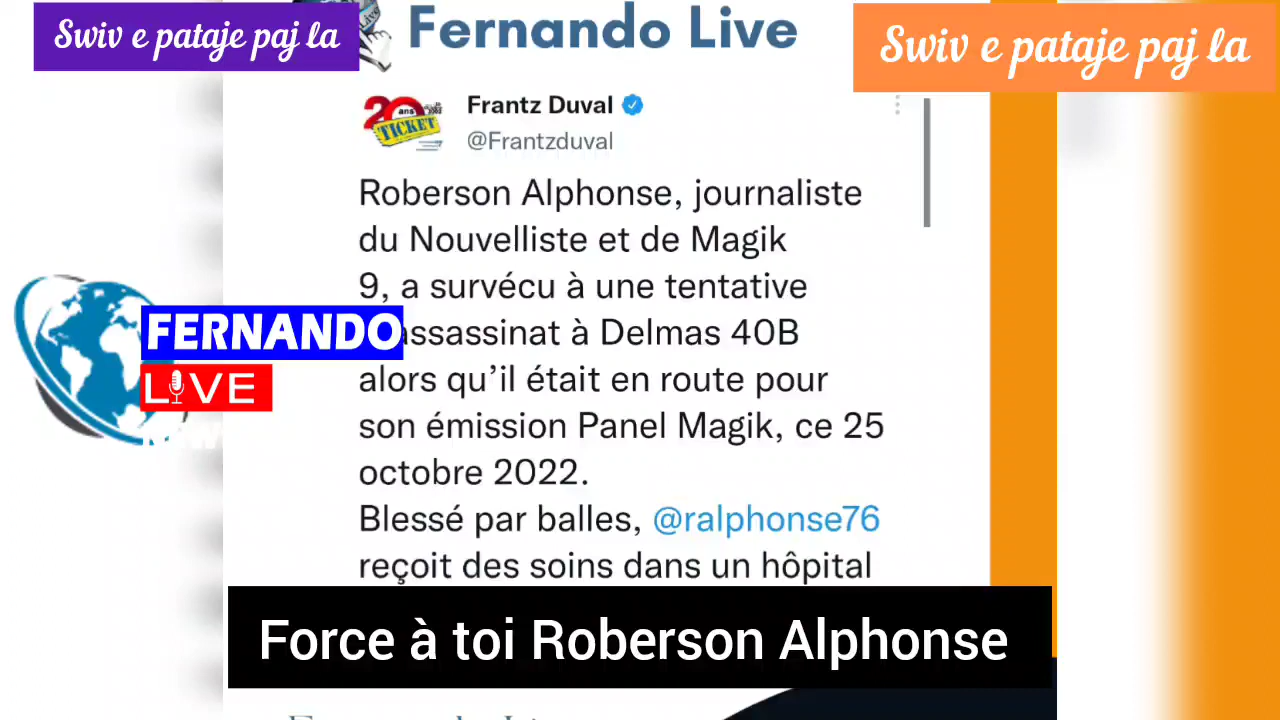 Swiv e pataje paj la
Fernando Live
Swiv e pataje paj la
20 ans
TICKET
Frantz Duval
@Frantzduval
Roberson Alphonse, journaliste
du Nouvelliste et de Magik
9, a survécu à une tentative
assassinat à Delmas 40B
alors qu’il était en route pour
son émission Panel Magik, ce 25
octobre 2022.
Blessé par balles, @ralphonse76
reçoit des soins dans un hôpital
FERNANDO
LIVE
Force à toi Roberson Alphonse